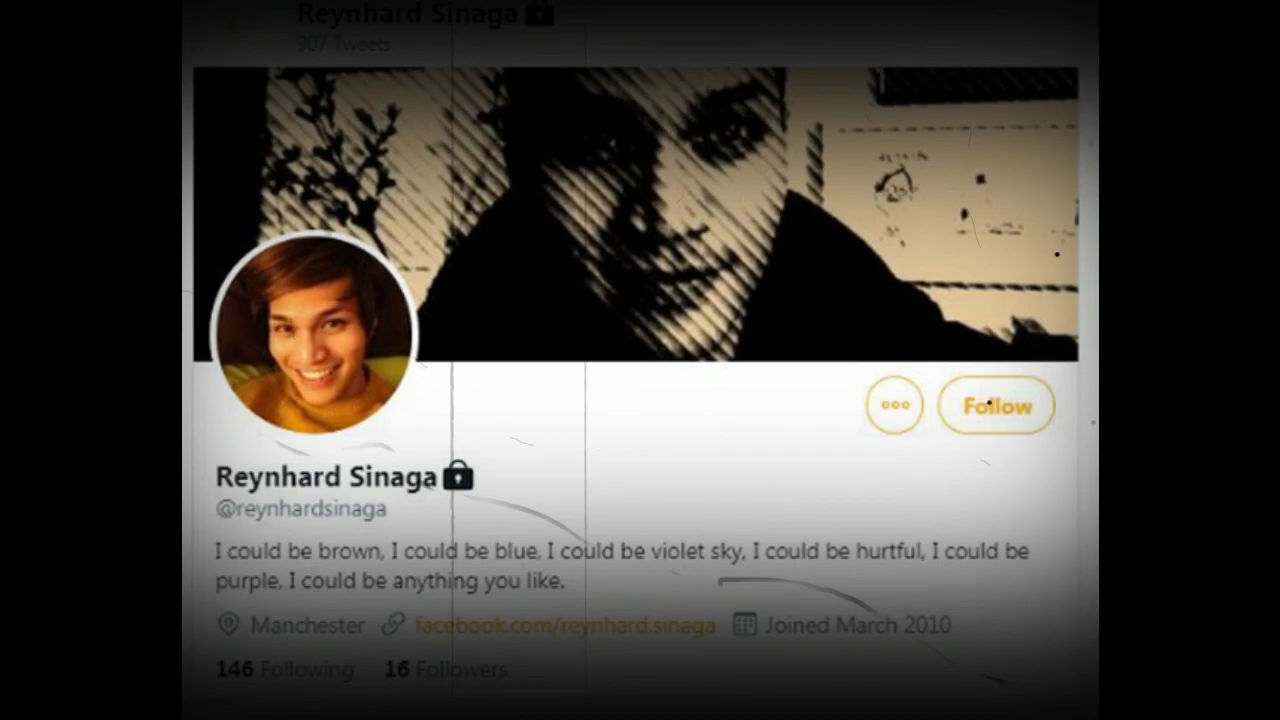 Reynhard Sinaga
907 Tweets
Follow
Reynhard Sinaga
@reynhardsinaga
I could be brown, I could be blue, I could be violet sky, I could be hurtful, I could be
purple, I could be anything you like.
Manchester facebook.com/reynhard.sinaga Joined March 2010
146 Following 16 Followers